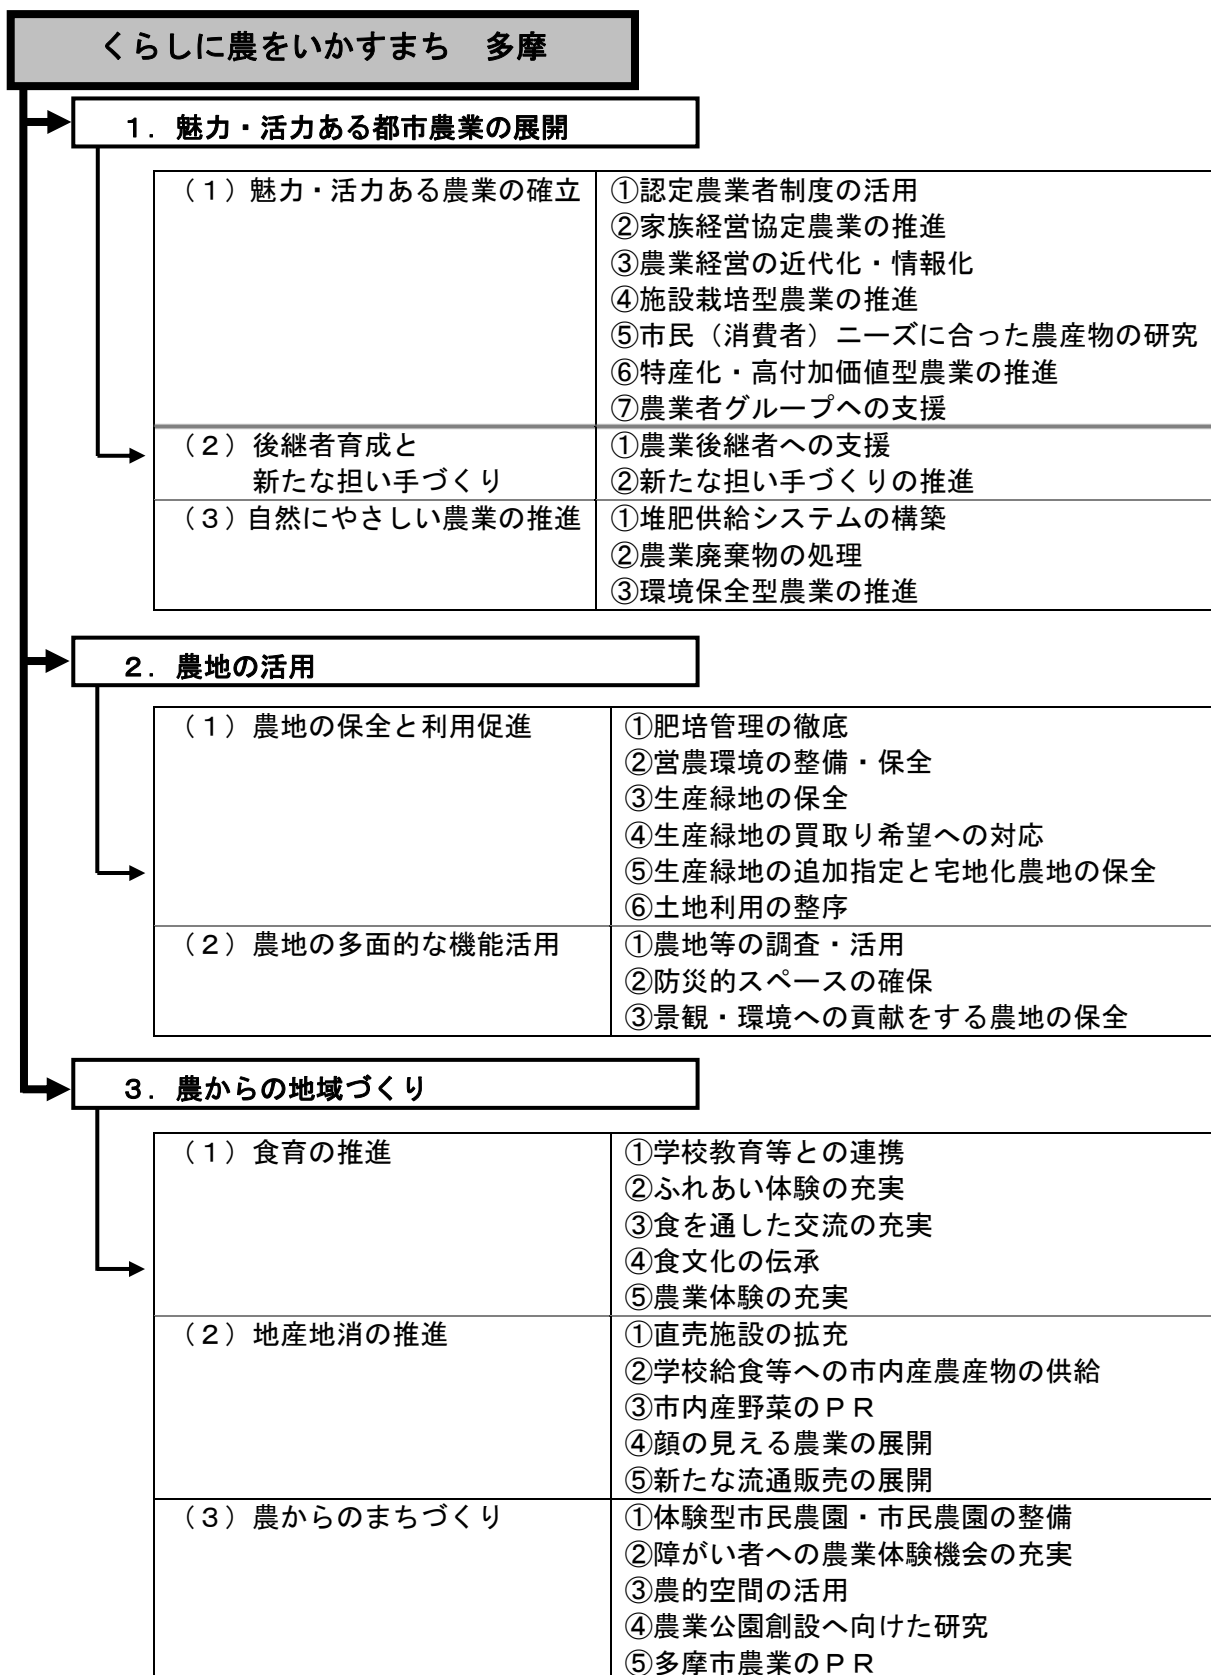 くらしに農をいかすまち　多摩
１．魅力・活力ある都市農業の展開
（１）魅力・活力ある農業の確立
①認定農業者制度の活用
②家族経営協定農業の推進
③農業経営の近代化・情報化
④施設栽培型農業の推進
⑤市民（消費者）ニーズに合った農産物の研究
⑥特産化・高付加価値型農業の推進
⑦農業者グループへの支援
（２）後継者育成と
新たな担い手づくり
①農業後継者への支援
②新たな担い手づくりの推進
（３）自然にやさしい農業の推進
①堆肥供給システムの構築
②農業廃棄物の処理
③環境保全型農業の推進
２．農地の活用
（１）農地の保全と利用促進
①肥培管理の徹底
②営農環境の整備・保全
③生産緑地の保全
④生産緑地の買取り希望への対応
⑤生産緑地の追加指定と宅地化農地の保全
⑥土地利用の整序
（２）農地の多面的な機能活用
①農地等の調査・活用
②防災的スペースの確保
③景観・環境への貢献をする農地の保全
３．農からの地域づくり
（１）食育の推進
①学校教育等との連携
②ふれあい体験の充実
③食を通した交流の充実
④食文化の伝承
⑤農業体験の充実
（２）地産地消の推進
①直売施設の拡充
②学校給食等への市内産農産物の供給
③市内産野菜のＰＲ
④顔の見える農業の展開
⑤新たな流通販売の展開
（３）農からのまちづくり
①体験型市民農園・市民農園の整備
②障がい者への農業体験機会の充実
③農的空間の活用
④農業公園創設へ向けた研究
⑤多摩市農業のＰＲ